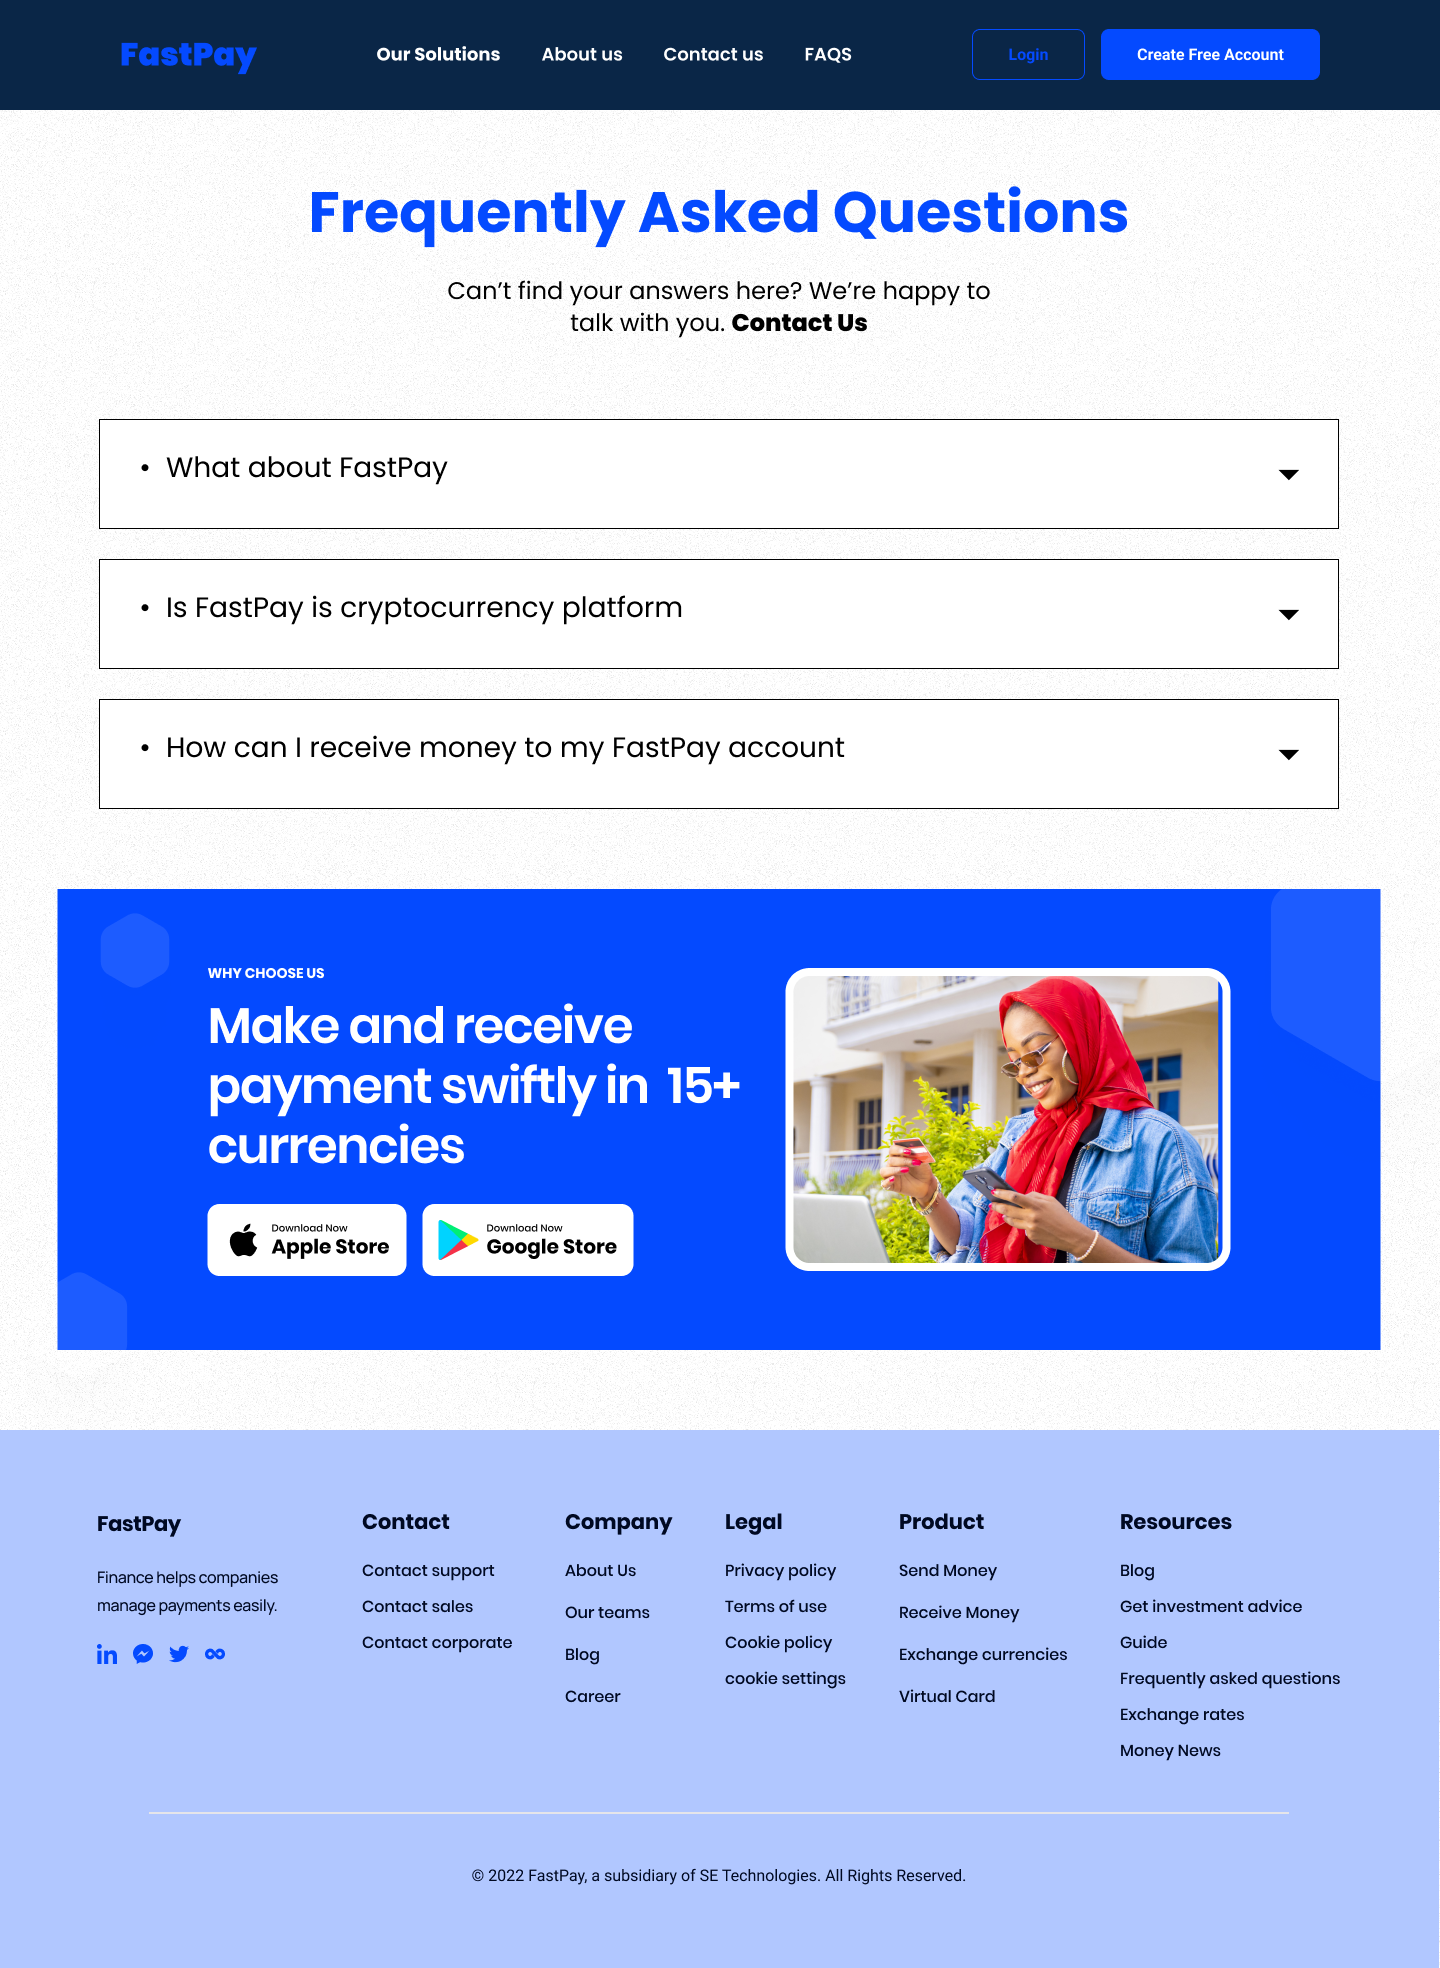 FastPay
Our Solutions
About us
Contact us
FAQS
Login
Create Free Account
Frequently Asked Questions
Can’t find your answers here? We’re happy to
talk with you. Contact Us
• What about FastPay
• Is FastPay is cryptocurrency platform
• How can I receive money to my FastPay account
WHY CHOOSE US
Make and receive
payment swiftly in 15+
currencies
Download Now
Apple Store
Download Now
Google Store
FastPay
Finance helps companies
manage payments easily.
Contact
Contact support
Contact sales
Contact corporate
Company
About Us
Our teams
Blog
Career
Legal
Privacy policy
Terms of use
Cookie policy
cookie settings
Product
Send Money
Receive Money
Exchange currencies
Virtual Card
Resources
Blog
Get investment advice
Guide
Frequently asked questions
Exchange rates
Money News
© 2022 FastPay, a subsidiary of SE Technologies. All Rights Reserved.